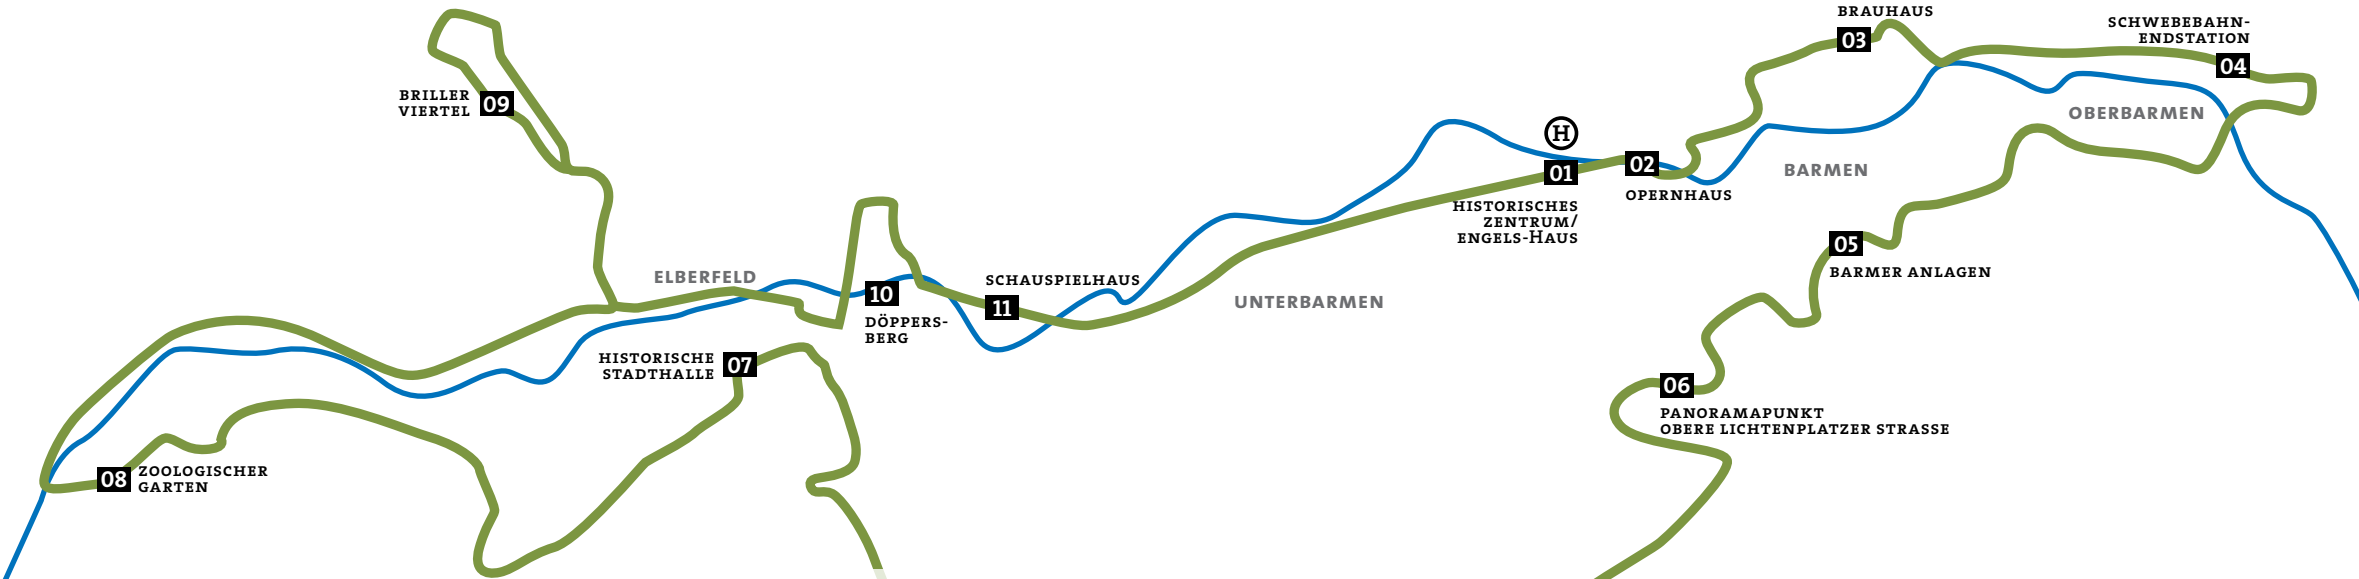 BRAUHAUS
03
SCHWEBEBAHN-
ENDSTATION
04
BRILLER
VIERTEL
09
OBERBARMEN
H
01
02
BARMEN
OPERNHAUS
HISTORISCHES
ZENTRUM/
ENGELS-HAUS
05
BARMER ANLAGEN
ELBERFELD
SCHAUSPIELHAUS
10
11
UNTERBARMEN
DÖPPERS-
BERG
HISTORISCHE
STADTHALLE
07
06
PANORAMAPUNKT
OBERE LICHTENPLATZER STRASSE
08
ZOOLOGISCHER
GARTEN